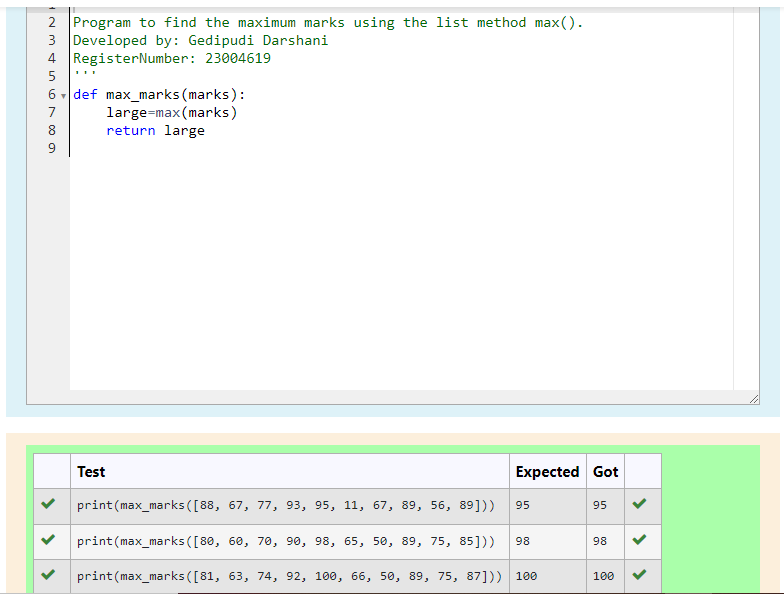 2 Program to find the maximum marks using the list method max().
3 Developed by: Gedipudi Darshani
4 RegisterNumber: 23004619
5 '''
6 def max_marks(marks):
7     large=max(marks)
8     return large
9
Test Expected Got
print(max_marks([88, 67, 77, 93, 95, 11, 67, 89, 56, 89])) 95 95
print(max_marks([80, 60, 70, 90, 98, 65, 50, 89, 75, 85])) 98 98
print(max_marks([81, 63, 74, 92, 100, 66, 50, 89, 75, 87])) 100 100